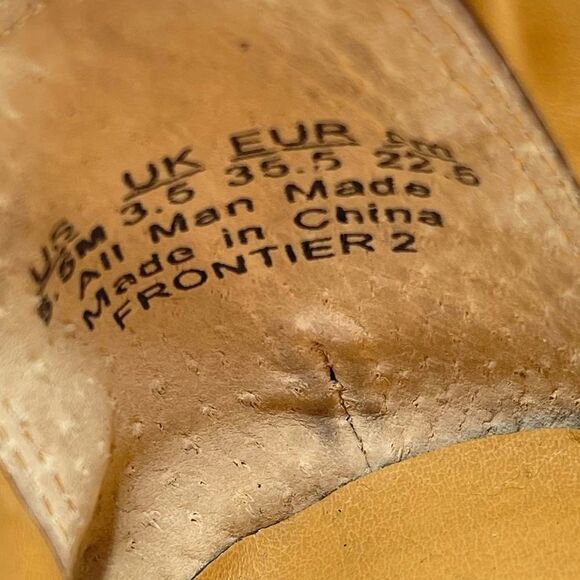 US UK EUR cm
5.5M 3.5 35.5 22.5
All Man Made
Made in China
FRONTIER 2